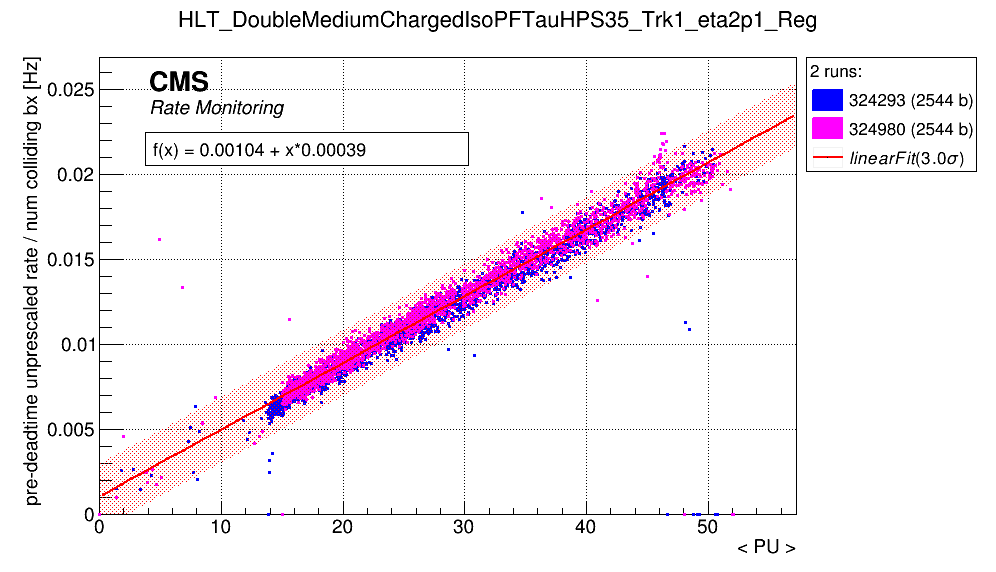 HLT_DoubleMediumChargedIsoPFTauHPS35_Trk1_eta2p1_Reg
pre-deadtime unprescaled rate / num colliding bx [Hz]
CMS
Rate Monitoring
f(x) = 0.00104 + x*0.00039
2 runs:
324293 (2544 b)
324980 (2544 b)
linearFit(3.0σ)
0.025
0.02
0.015
0.01
0.005
0
0 10 20 30 40 50
< PU >